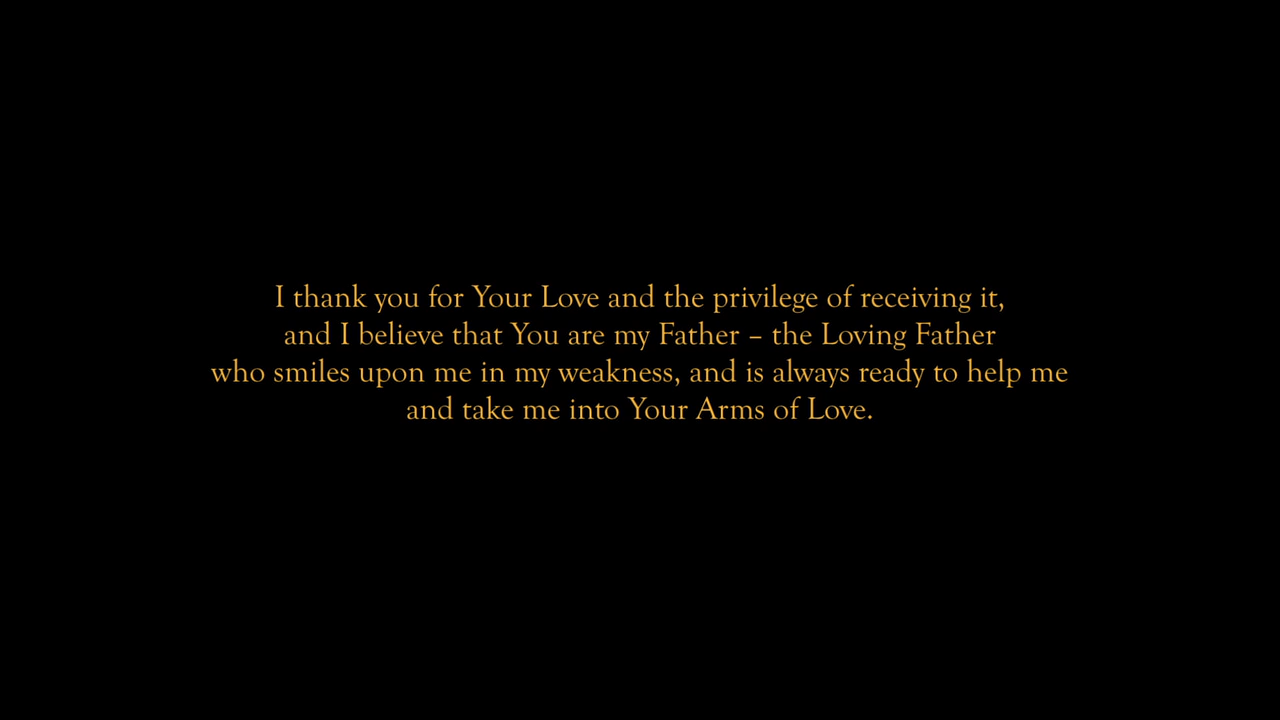 I thank you for Your Love and the privilege of receiving it,
and I believe that You are my Father – the Loving Father
who smiles upon me in my weakness, and is always ready to help me
and take me into Your Arms of Love.